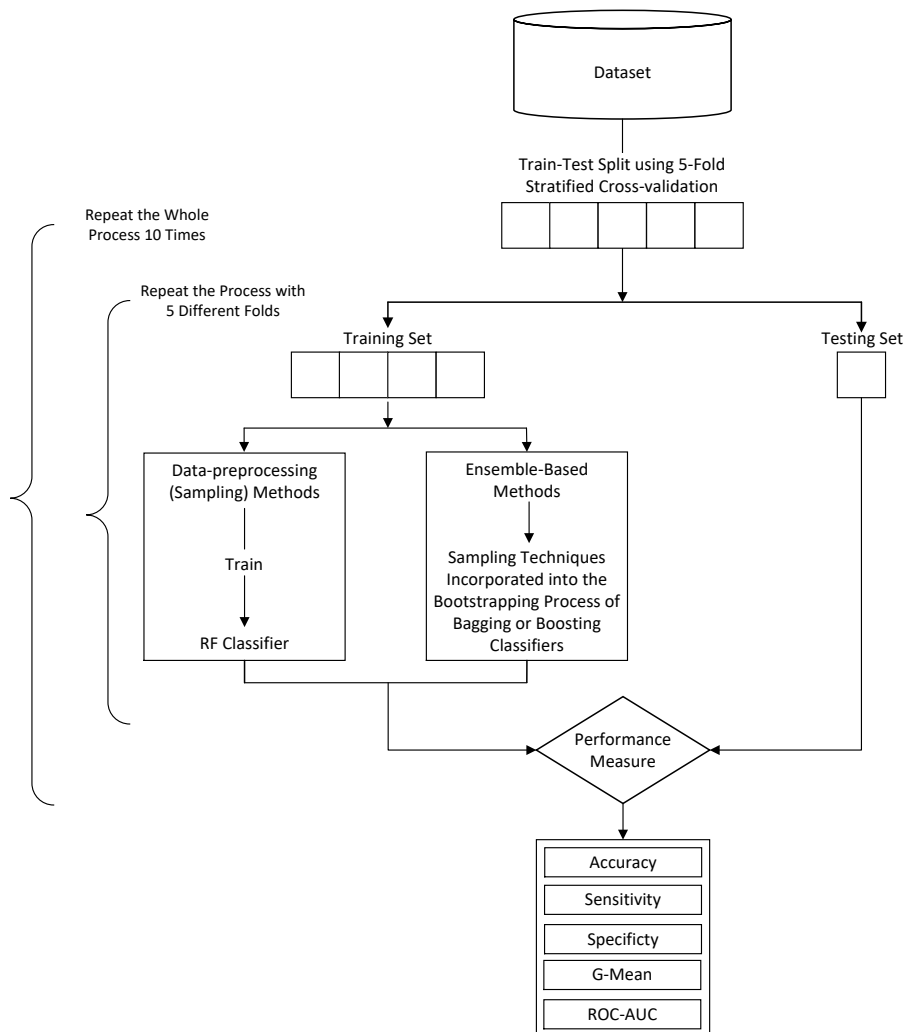 Dataset
Train-Test Split using 5-Fold
Stratified Cross-validation
Repeat the Whole
Process 10 Times
Repeat the Process with
5 Different Folds
Training Set
Testing Set
Data-preprocessing
(Sampling) Methods
Train
RF Classifier
Ensemble-Based
Methods
Sampling Techniques
Incorporated into the
Bootstrapping Process of
Bagging or Boosting
Classifiers
Performance
Measure
Accuracy
Sensitivity
Specificty
G-Mean
ROC-AUC